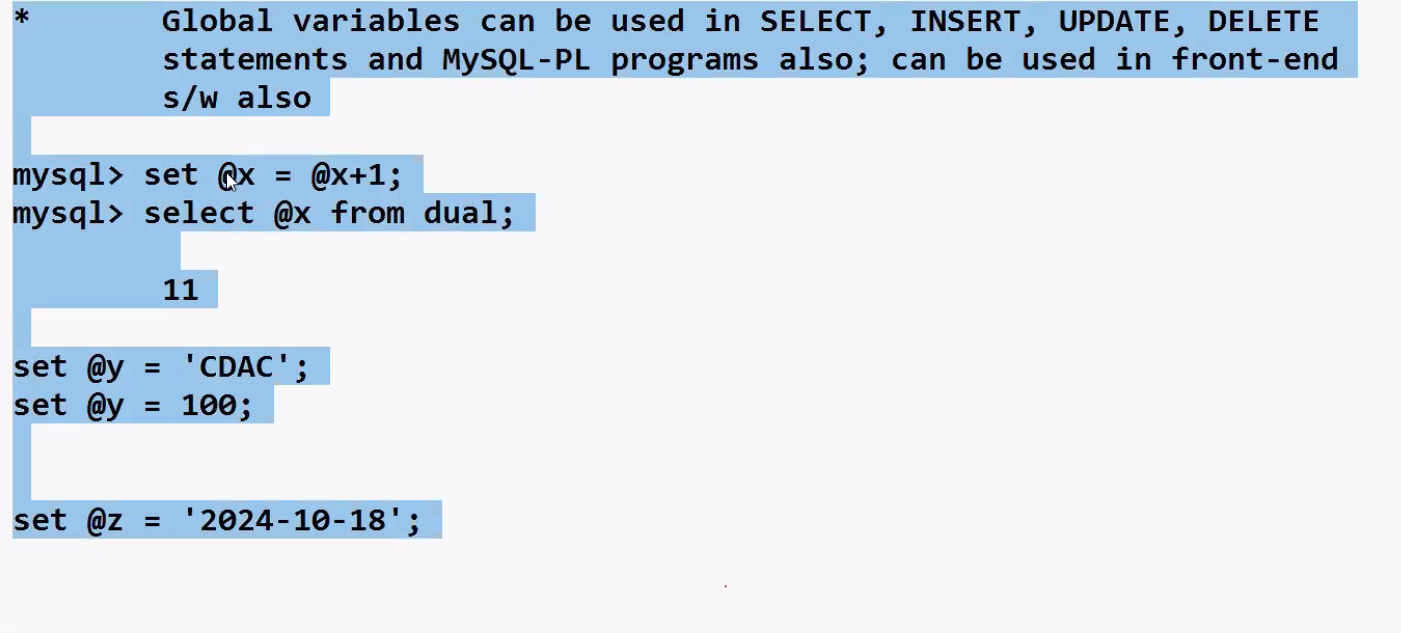 * Global variables can be used in SELECT, INSERT, UPDATE, DELETE
statements and MySQL-PL programs also; can be used in front-end
s/w also
mysql> set @x = @x+1;
mysql> select @x from dual;
11
set @y = 'CDAC';
set @y = 100;
set @z = '2024-10-18';